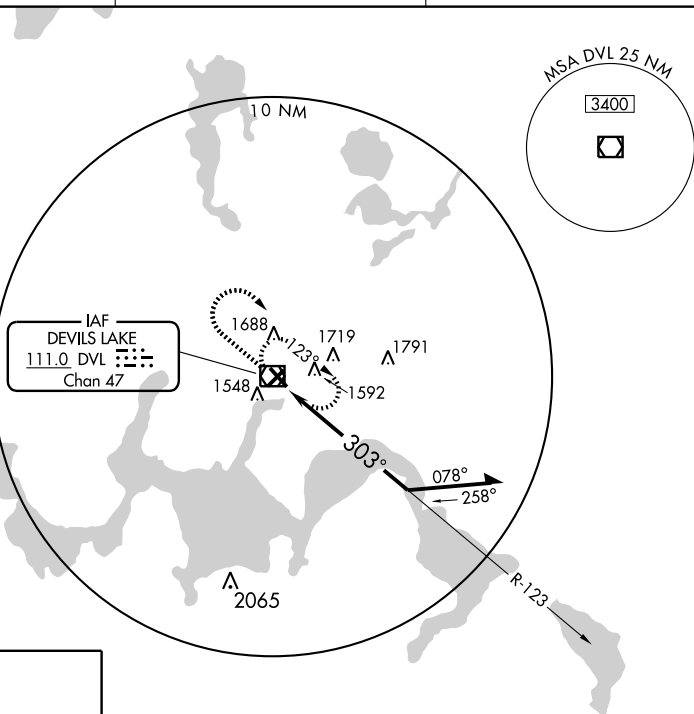 MSA DVL 25 NM
3400
10 NM
IAF
DEVILS LAKE
111.0 DVL
Chan 47
1688
123°
1719
1791
1548
1592
303°
078°
258°
R-123
2065